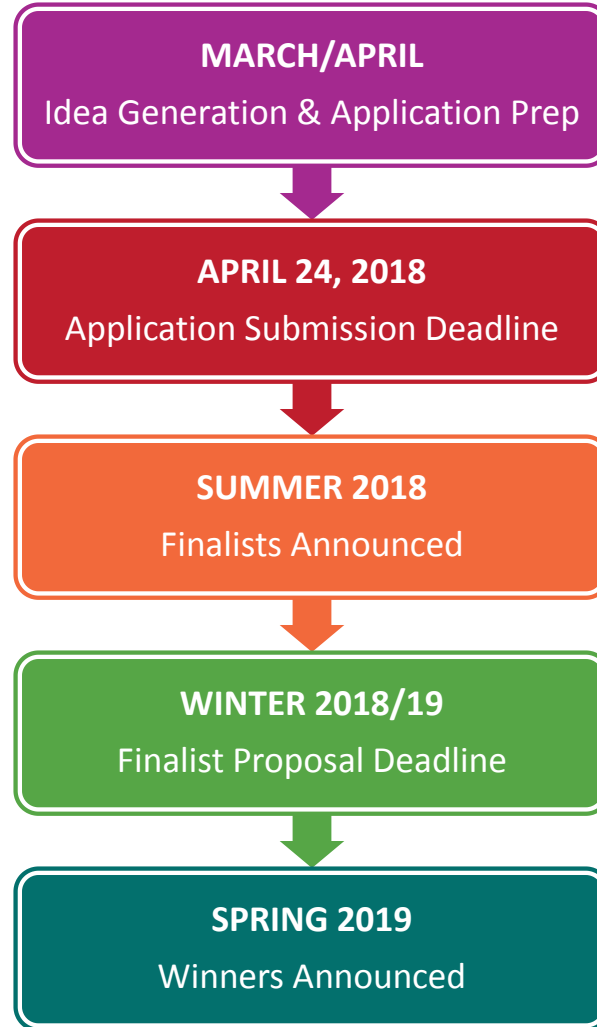 MARCH/APRIL
Idea Generation & Application Prep
APRIL 24, 2018
Application Submission Deadline
SUMMER 2018
Finalists Announced
WINTER 2018/19
Finalist Proposal Deadline
SPRING 2019
Winners Announced